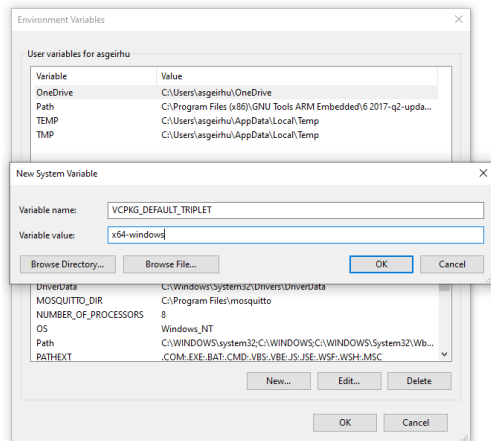 Environment Variables
User variables for asgeirhu
Variable Value
OneDrive C:\Users\asgeirhu\OneDrive
Path C:\Program Files (x86)\GNU Tools ARM Embedded\6 2017-q2-upda...
TEMP C:\Users\asgeirhu\AppData\Local\Temp
TMP C:\Users\asgeirhu\AppData\Local\Temp
New System Variable
Variable name: VCPKG_DEFAULT_TRIPLET
Variable value: x64-windows
Browse Directory... Browse File... OK Cancel
DriverData C:\Windows\System32\Drivers\DriverData
MOSQUITTO_DIR C:\Program Files\mosquitto
NUMBER_OF_PROCESSORS 8
OS Windows_NT
Path C:\WINDOWS\system32;C:\WINDOWS;C:\WINDOWS\System32\Wb...
PATHEXT .COM;.EXE;.BAT;.CMD;.VBS;.VBE;.JS;.JSE;.WSF;.WSH;.MSC
New... Edit... Delete
OK Cancel